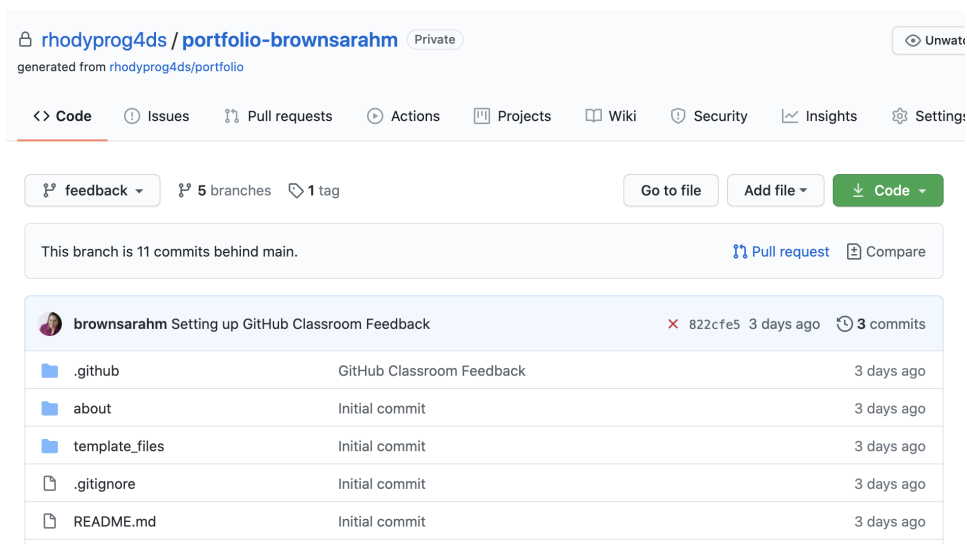 rhodyprog4ds / portfolio-brownsarahm Private
Unwatc
generated from rhodyprog4ds/portfolio
Code Issues Pull requests Actions Projects Wiki Security Insights Settings
feedback 5 branches 1 tag Go to file Add file Code
This branch is 11 commits behind main. Pull request Compare
brownsarahm Setting up GitHub Classroom Feedback 822cfe5 3 days ago 3 commits
.github GitHub Classroom Feedback 3 days ago
about Initial commit 3 days ago
template_files Initial commit 3 days ago
.gitignore Initial commit 3 days ago
README.md Initial commit 3 days ago